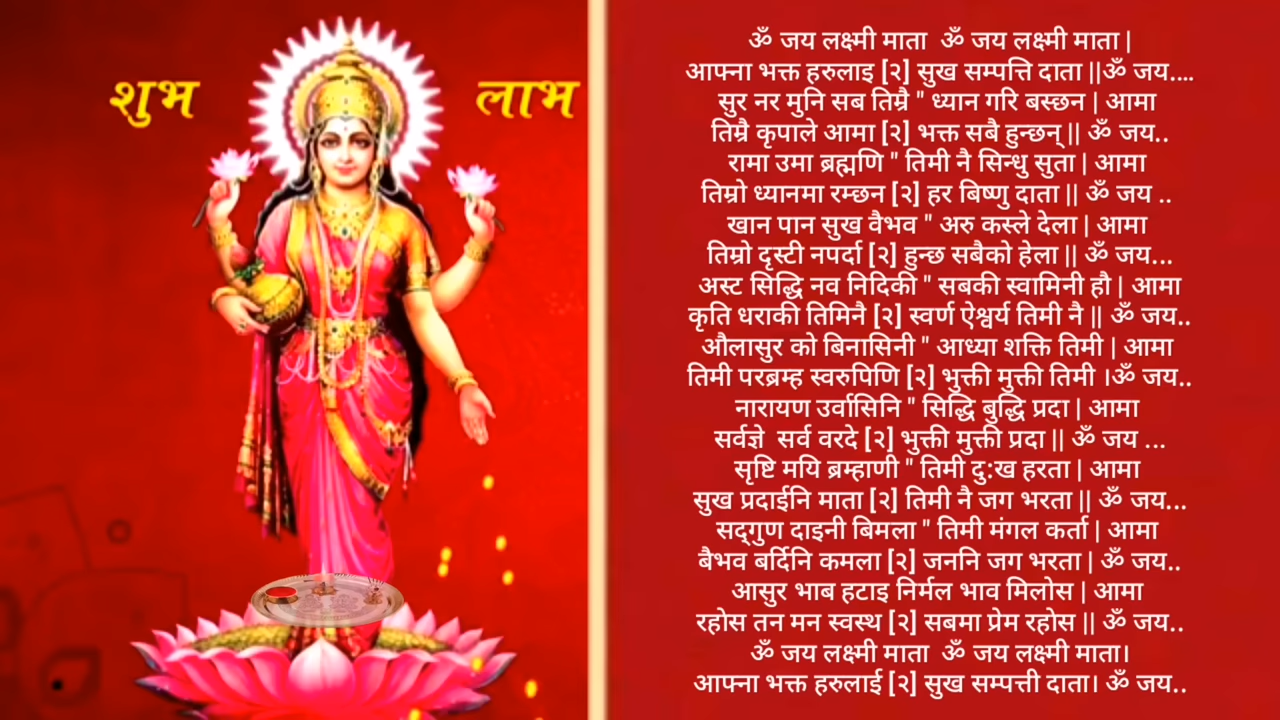 शुभ
लाभ
ॐ जय लक्ष्मी माता ॐ जय लक्ष्मी माता |
आफ्ना भक्त हरुलाइ [२] सुख सम्पत्ति दाता ||ॐ जय....
सुर नर मुनि सब तिम्रै " ध्यान गरि बस्छन | आमा
तिम्रै कृपाले आमा [२] भक्त सबै हुन्छन् || ॐ जय..
रामा उमा ब्रह्मणि " तिमी नै सिन्धु सुता | आमा
तिम्रो ध्यानमा रम्छन [२] हर बिष्णु दाता || ॐ जय ..
खान पान सुख वैभव " अरु कस्ले देला | आमा
तिम्रो दृस्टी नपर्दा [२] हुन्छ सबैको हेला || ॐ जय...
अस्ट सिद्धि नव निदिकी " सबकी स्वामिनी हौ | आमा
कृति धराकी तिमिनै [२] स्वर्ण ऐश्वर्य तिमी नै || ॐ जय..
औलासुर को बिनासिनी " आध्या शक्ति तिमी | आमा
तिमी परब्रम्ह स्वरुपिणि [२] भुक्ती मुक्ती तिमी ।ॐ जय..
नारायण उर्वासिनि " सिद्धि बुद्धि प्रदा | आमा
सर्वज्ञे सर्व वरदे [२] भुक्ती मुक्ती प्रदा || ॐ जय ...
सृष्टि मयि ब्रम्हाणी " तिमी दु:ख हरता | आमा
सुख प्रदाईनि माता [२] तिमी नै जग भरता || ॐ जय...
सद्‌गुण दाइनी बिमला " तिमी मंगल कर्ता | आमा
बैभव बर्दिनि कमला [२] जननि जग भरता | ॐ जय..
आसुर भाब हटाइ निर्मल भाव मिलोस | आमा
रहोस तन मन स्वस्थ [२] सबमा प्रेम रहोस || ॐ जय..
ॐ जय लक्ष्मी माता ॐ जय लक्ष्मी माता।
आफ्ना भक्त हरुलाई [२] सुख सम्पत्ती दाता। ॐ जय..